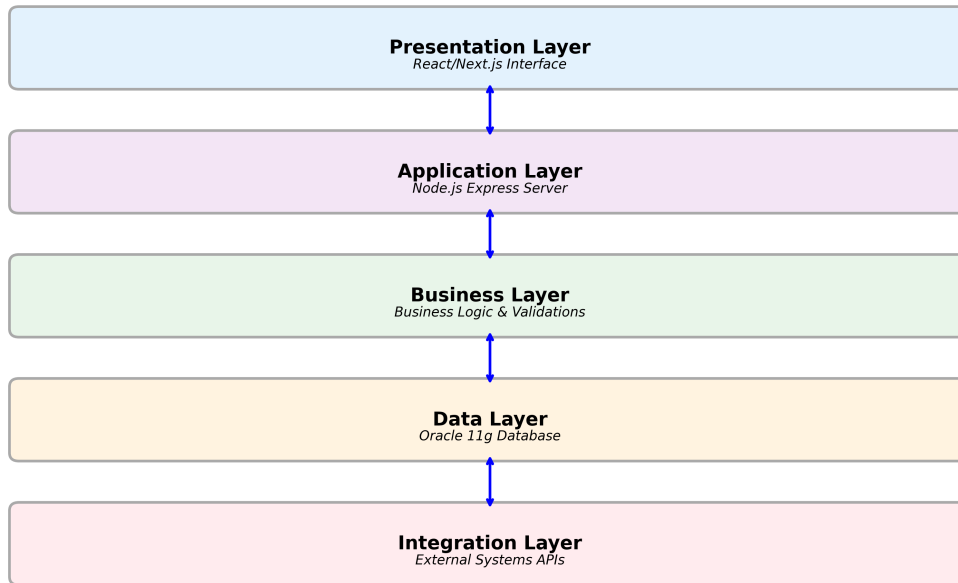 Presentation Layer
React/Next.js Interface
Application Layer
Node.js Express Server
Business Layer
Business Logic & Validations
Data Layer
Oracle 11g Database
Integration Layer
External Systems APIs